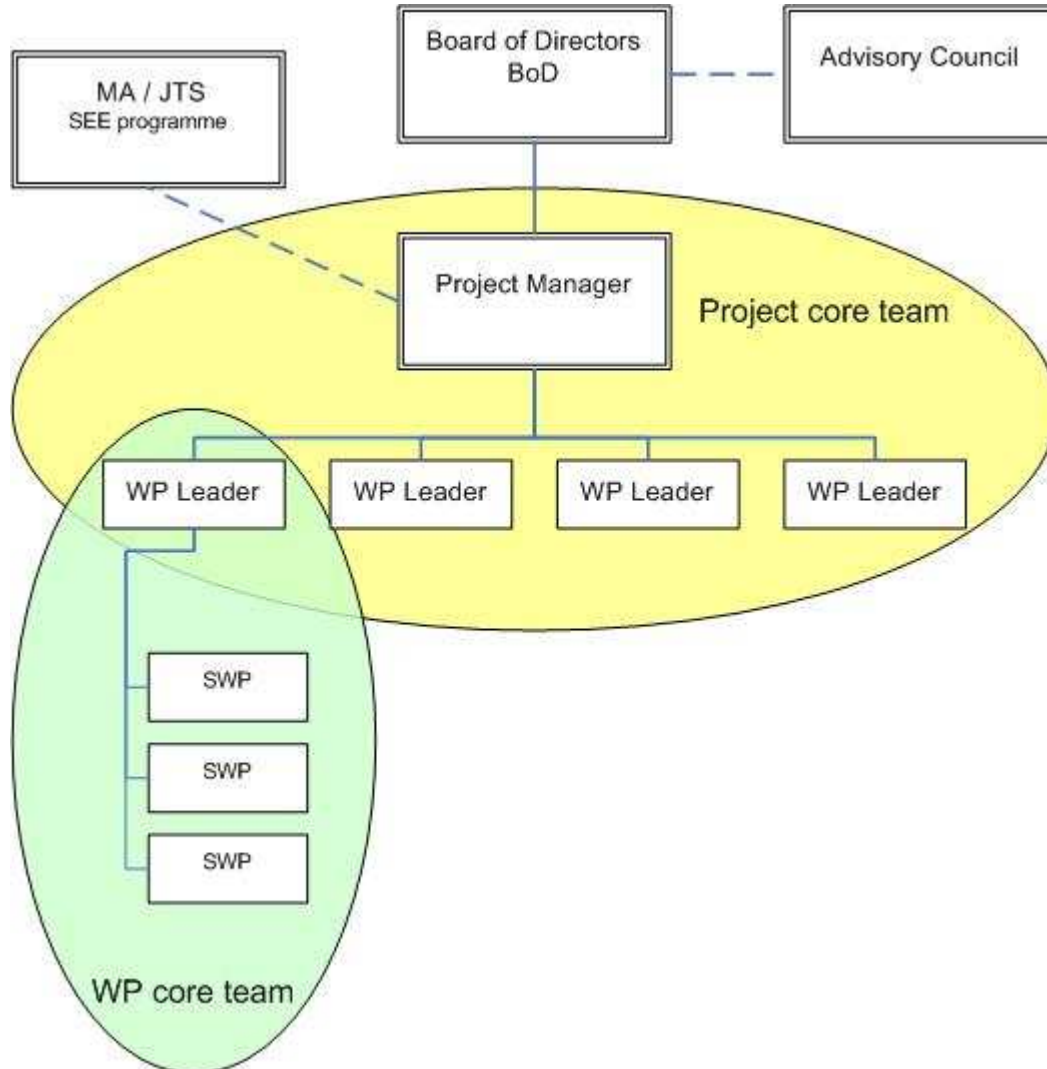 Board of Directors
BoD
Advisory Council
MA / JTS
SEE programme
Project Manager
Project core team
WP Leader
WP Leader
WP Leader
WP Leader
SWP
SWP
SWP
WP core team